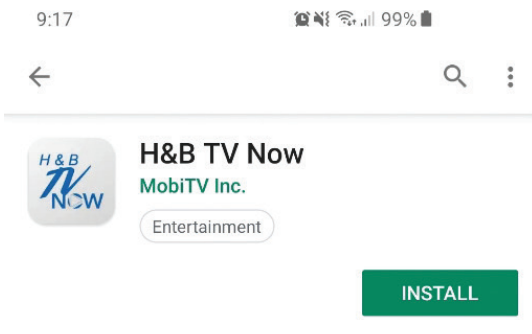 9:17 99%
H&B
TV
NOW
H&B TV Now
MobiTV Inc.
Entertainment
INSTALL